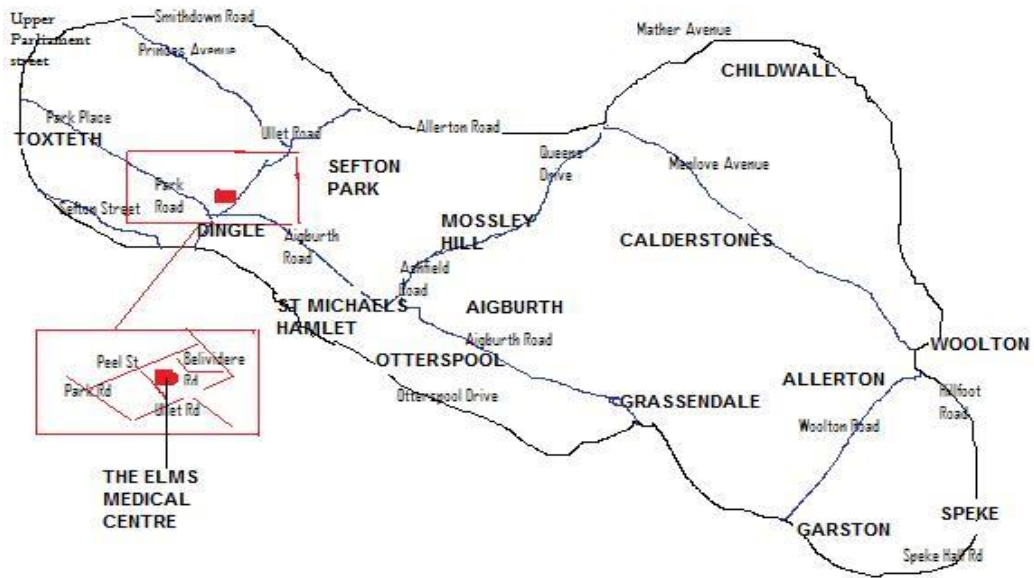 Upper
Parliament
street
Smithdown Road
Princes Avenue
Mather Avenue
CHILDWALL
Park Place
TOXTETH
Ullet Road
Allerton Road
SEFTON
PARK
Queens
Drive
Menlove Avenue
Park
Road
Sefton Street
DINGLE
Aigburth
Road
MOSSLEY
HILL
CALDERSTONES
Ashfield
Road
ST MICHAELS
HAMLET
AIGBURTH
Aigburth Road
OTTERSPOOL
Otterspool Drive
WOOLTON
ALLERTON
Hillfoot
Road
GRASSENDALE
Woolton Road
Peel St
Belvidere
Rd
Park Rd
Ullet Rd
THE ELMS
MEDICAL
CENTRE
GARSTON
SPEKE
Speke Hall Rd